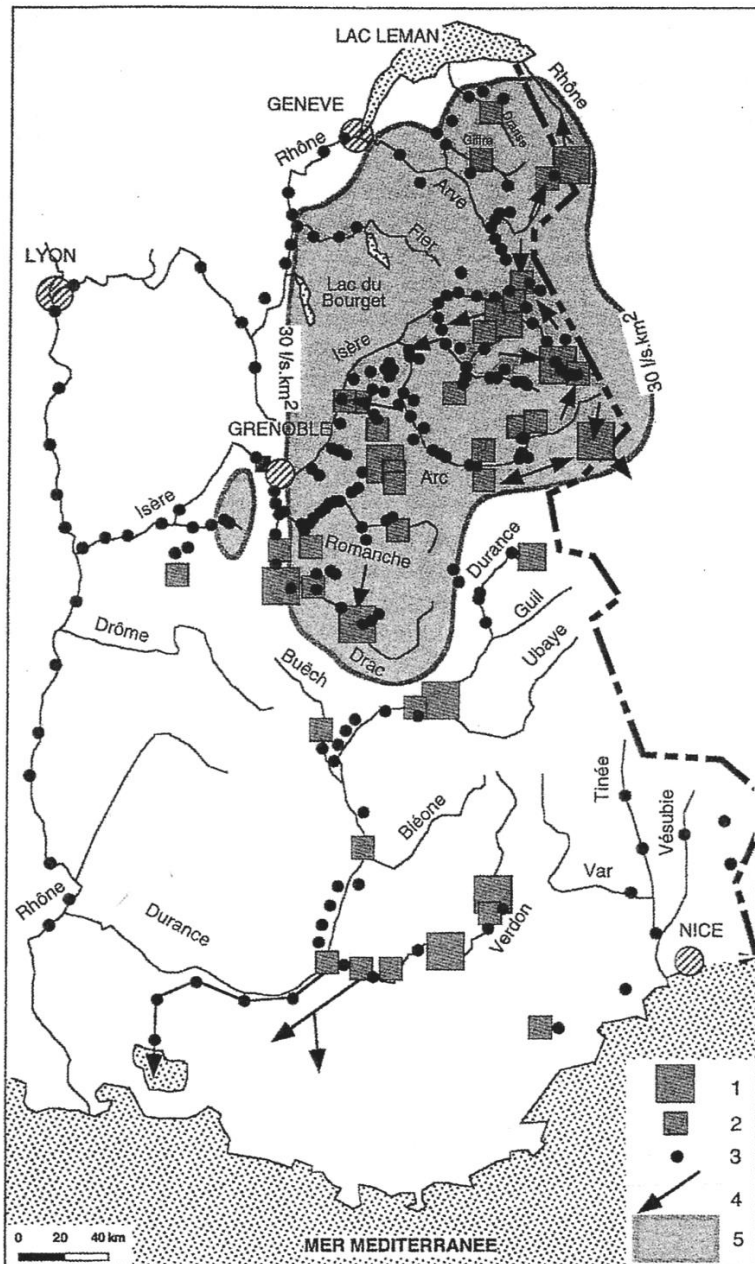 LAC LEMAN
Rhône
GENEVE
Dranse
Giffre
Rhône
Arve
Fier
LYON
Lac du
Bourget
30 l/s.km²
Isère
30 l/s.km²
GRENOBLE
Arc
Isère
Romanche
Durance
Guil
Drôme
Drac
Ubaye
Buëch
Tinée
Bléone
Vésubie
Var
Rhône
Durance
Verdon
NICE
1
2
3
4
5
0 20 40 km
MER MEDITERRANEE